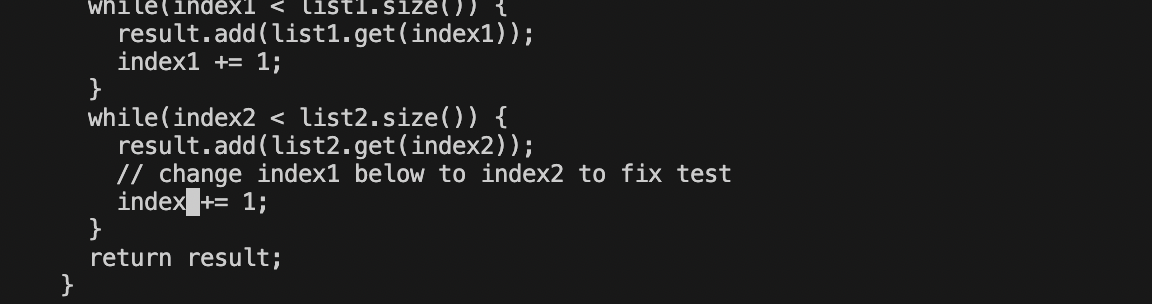 while(index1 < list1.size()) {
result.add(list1.get(index1));
index1 += 1;
}
while(index2 < list2.size()) {
result.add(list2.get(index2));
// change index1 below to index2 to fix test
index += 1;
}
return result;
}